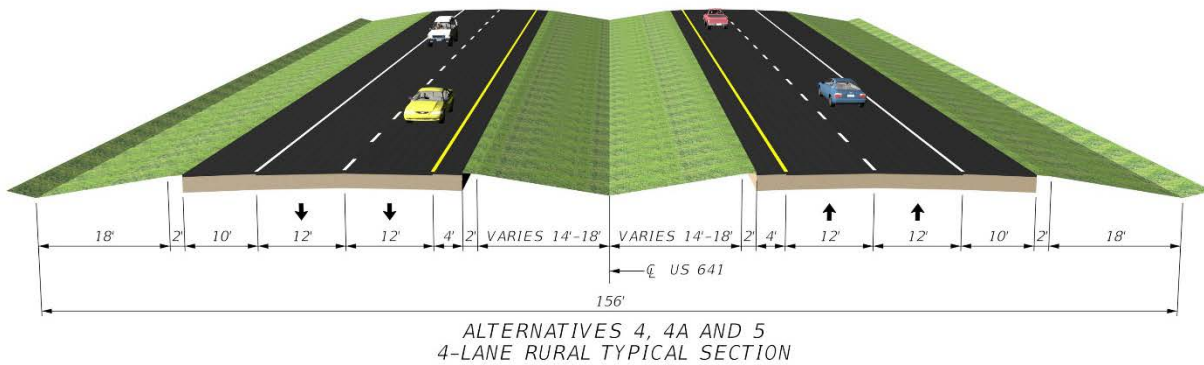 18' 2' 10' 12' 12' 4' 2' VARIES 14'-18' VARIES 14'-18' 2' 4' 12' 12' 10' 2' 18'
℄ US 641
156'
ALTERNATIVES 4, 4A AND 5
4-LANE RURAL TYPICAL SECTION